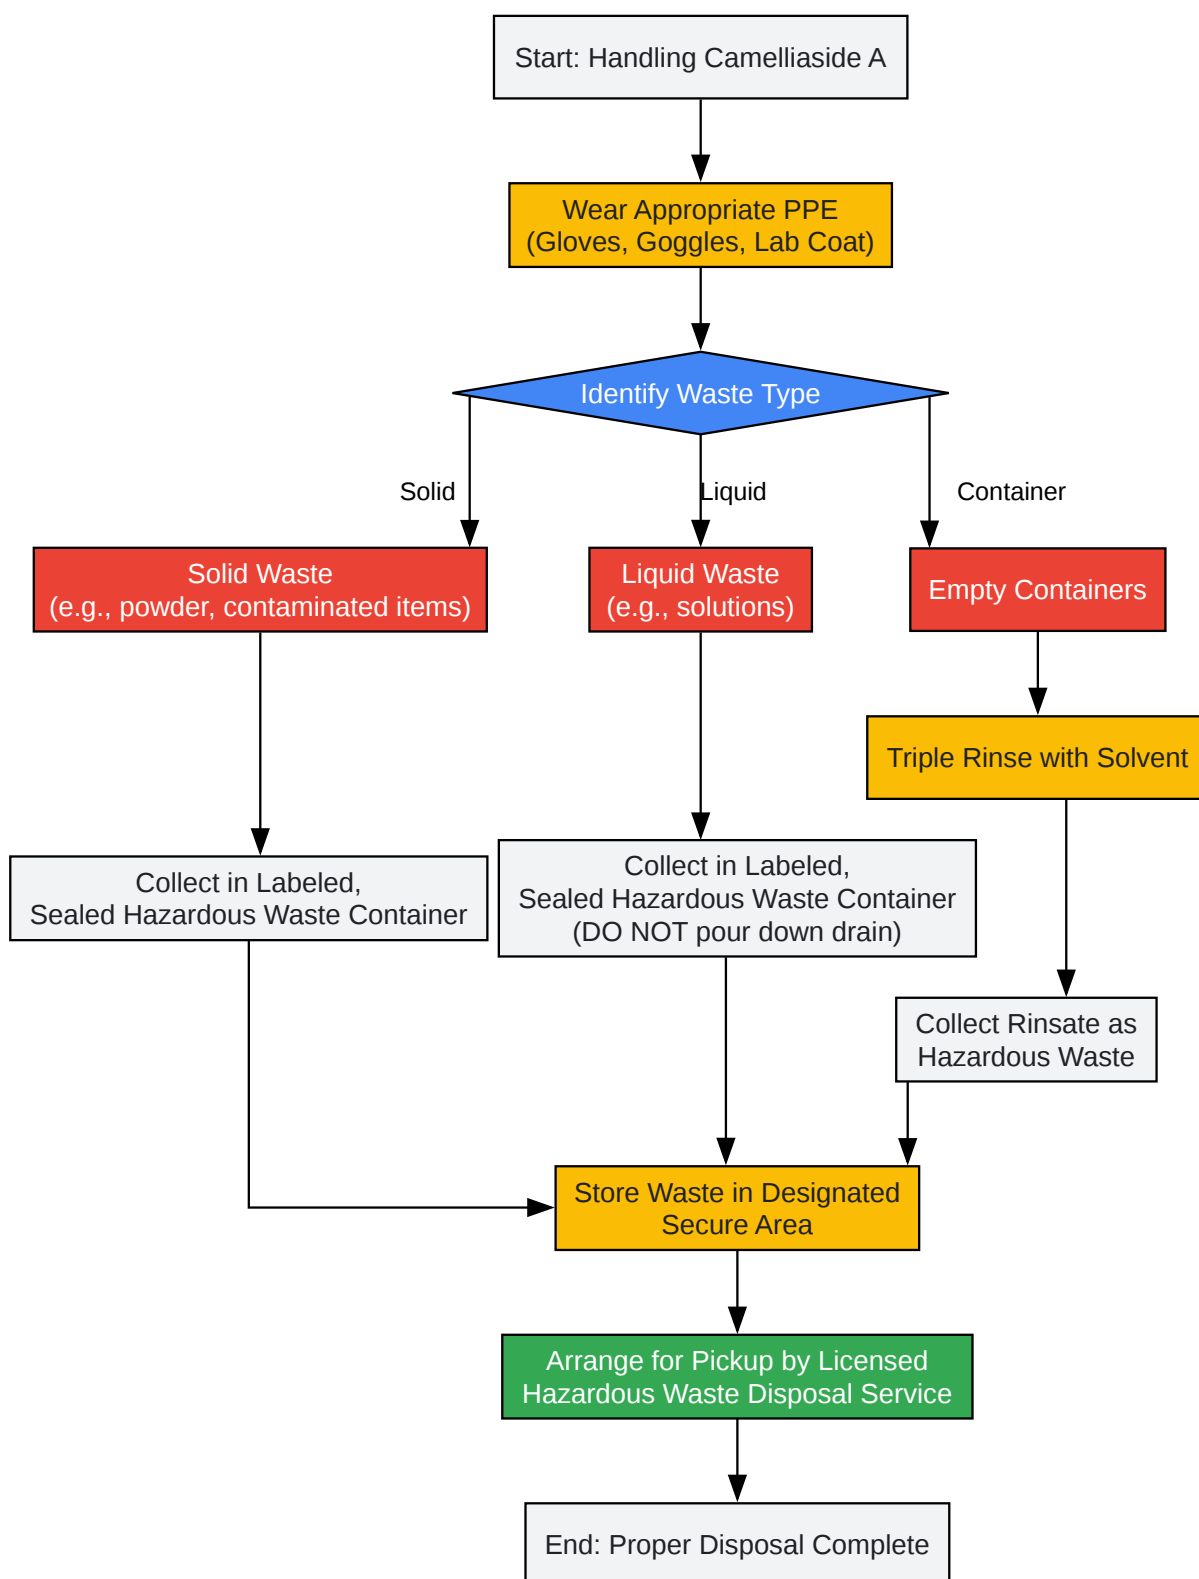 Start: Handling Camelliaside A
Wear Appropriate PPE
(Gloves, Goggles, Lab Coat)
Identify Waste Type
Solid
Liquid
Container
Solid Waste
(e.g., powder, contaminated items)
Liquid Waste
(e.g., solutions)
Empty Containers
Triple Rinse with Solvent
Collect in Labeled,
Sealed Hazardous Waste Container
Collect in Labeled,
Sealed Hazardous Waste Container
(DO NOT pour down drain)
Collect Rinsate as
Hazardous Waste
Store Waste in Designated
Secure Area
Arrange for Pickup by Licensed
Hazardous Waste Disposal Service
End: Proper Disposal Complete